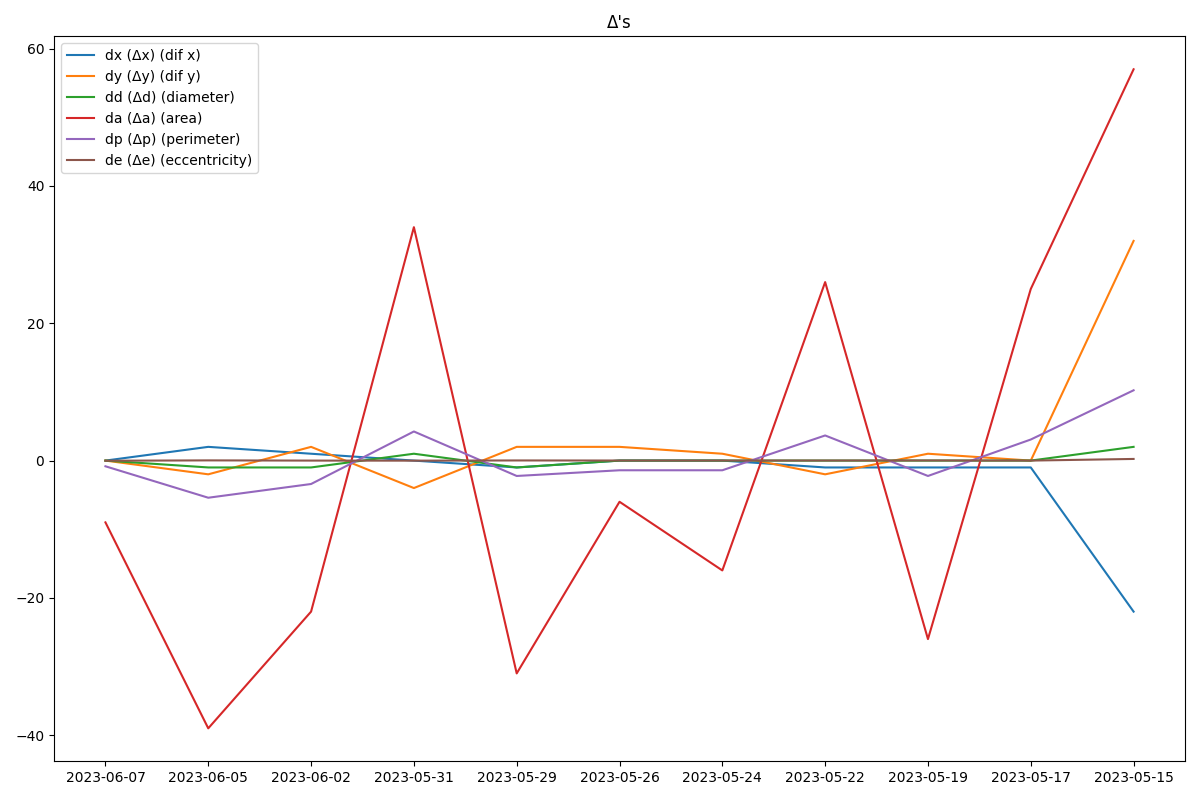 Δ's
dx (Δx) (dif x)
dy (Δy) (dif y)
dd (Δd) (diameter)
da (Δa) (area)
dp (Δp) (perimeter)
de (Δe) (eccentricity)
60
40
20
0
−20
−40
2023-06-07 2023-06-05 2023-06-02 2023-05-31 2023-05-29 2023-05-26 2023-05-24 2023-05-22 2023-05-19 2023-05-17 2023-05-15